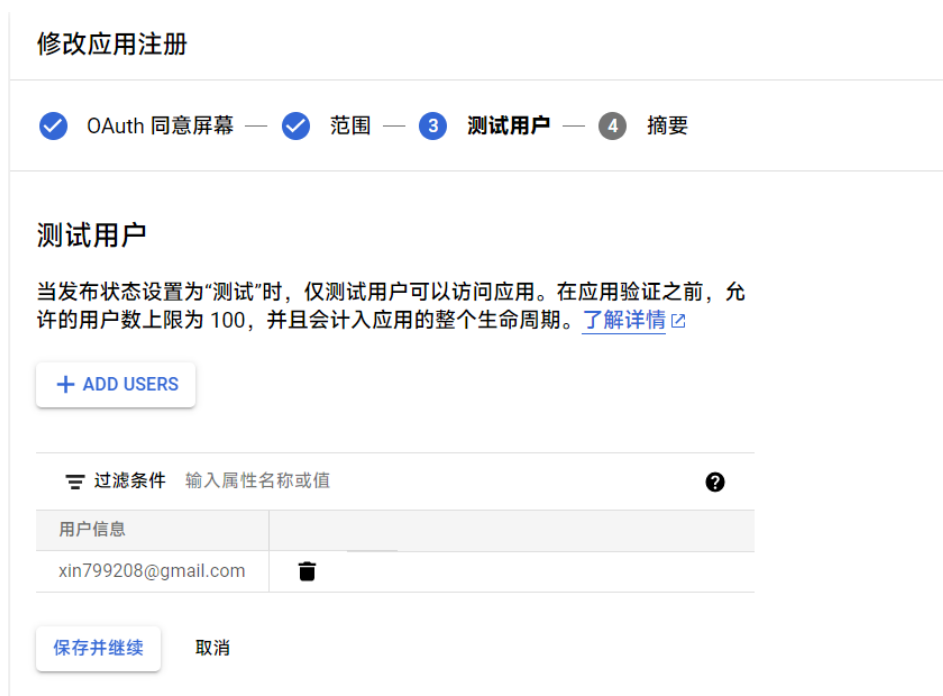 修改应用注册
OAuth 同意屏幕 — 范围 — 3 测试用户 — 4 摘要
测试用户
当发布状态设置为“测试”时，仅测试用户可以访问应用。在应用验证之前，允
许的用户数上限为 100，并且会计入应用的整个生命周期。了解详情
+ ADD USERS
过滤条件 输入属性名称或值 ?
用户信息
xin799208@gmail.com
保存并继续 取消